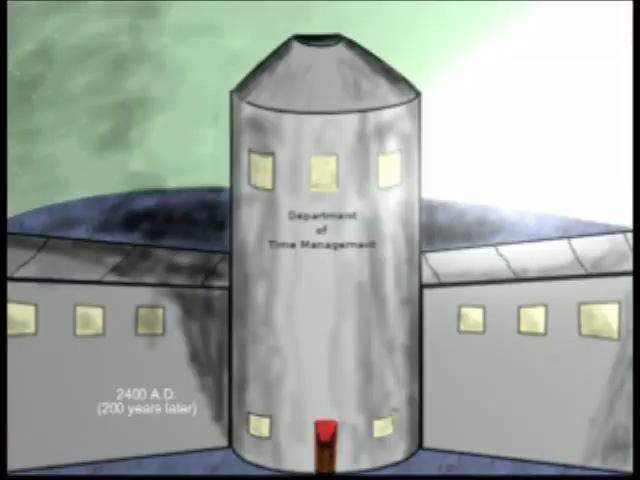 Department
of
Time Management
2400 A.D.
(200 years later)